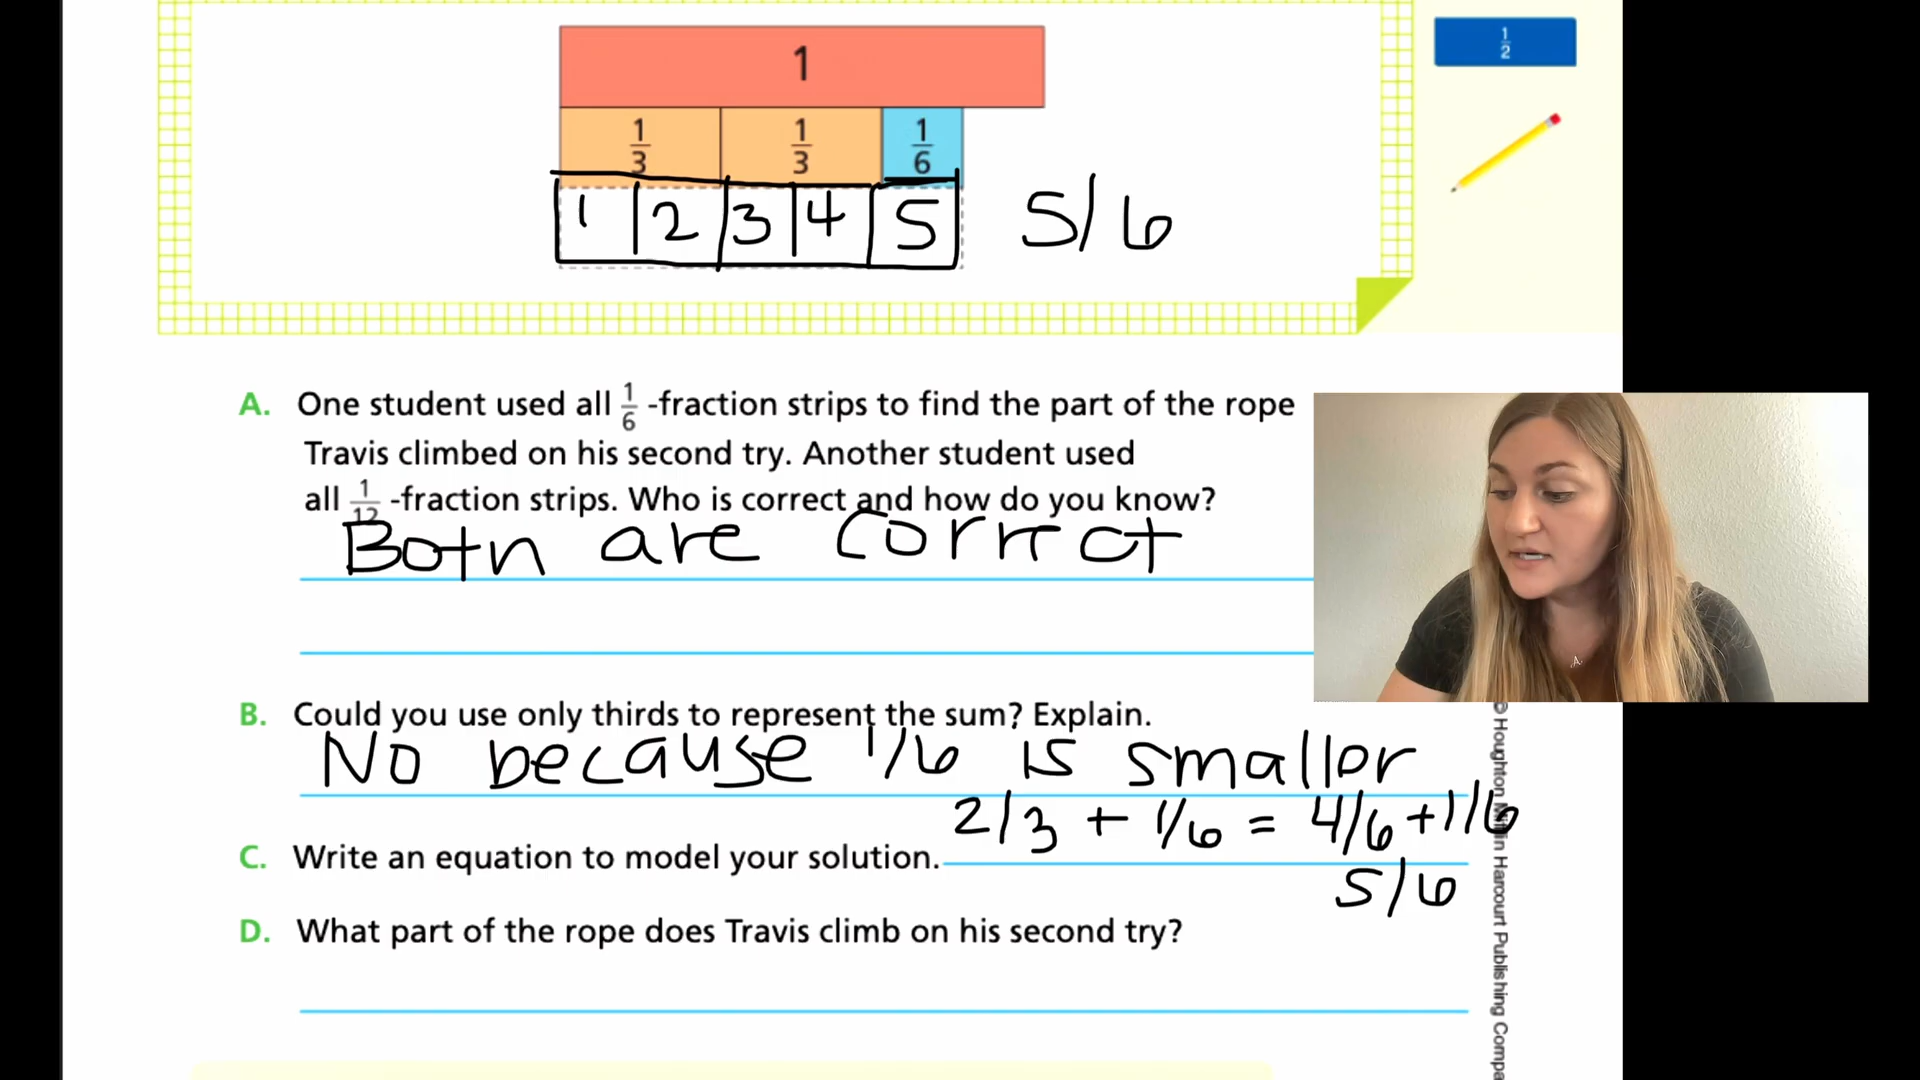 1
1/2
1/3 1/3 1/6
1 2 3 4 5 5/6
A. One student used all 1/6 -fraction strips to find the part of the rope
Travis climbed on his second try. Another student used
all 1/12 -fraction strips. Who is correct and how do you know?
Both are correct
B. Could you use only thirds to represent the sum? Explain.
No because 1/6 is smaller
2/3 + 1/6 = 4/6 + 1/6
C. Write an equation to model your solution.
5/6
D. What part of the rope does Travis climb on his second try?
© Houghton Mifflin Harcourt Publishing